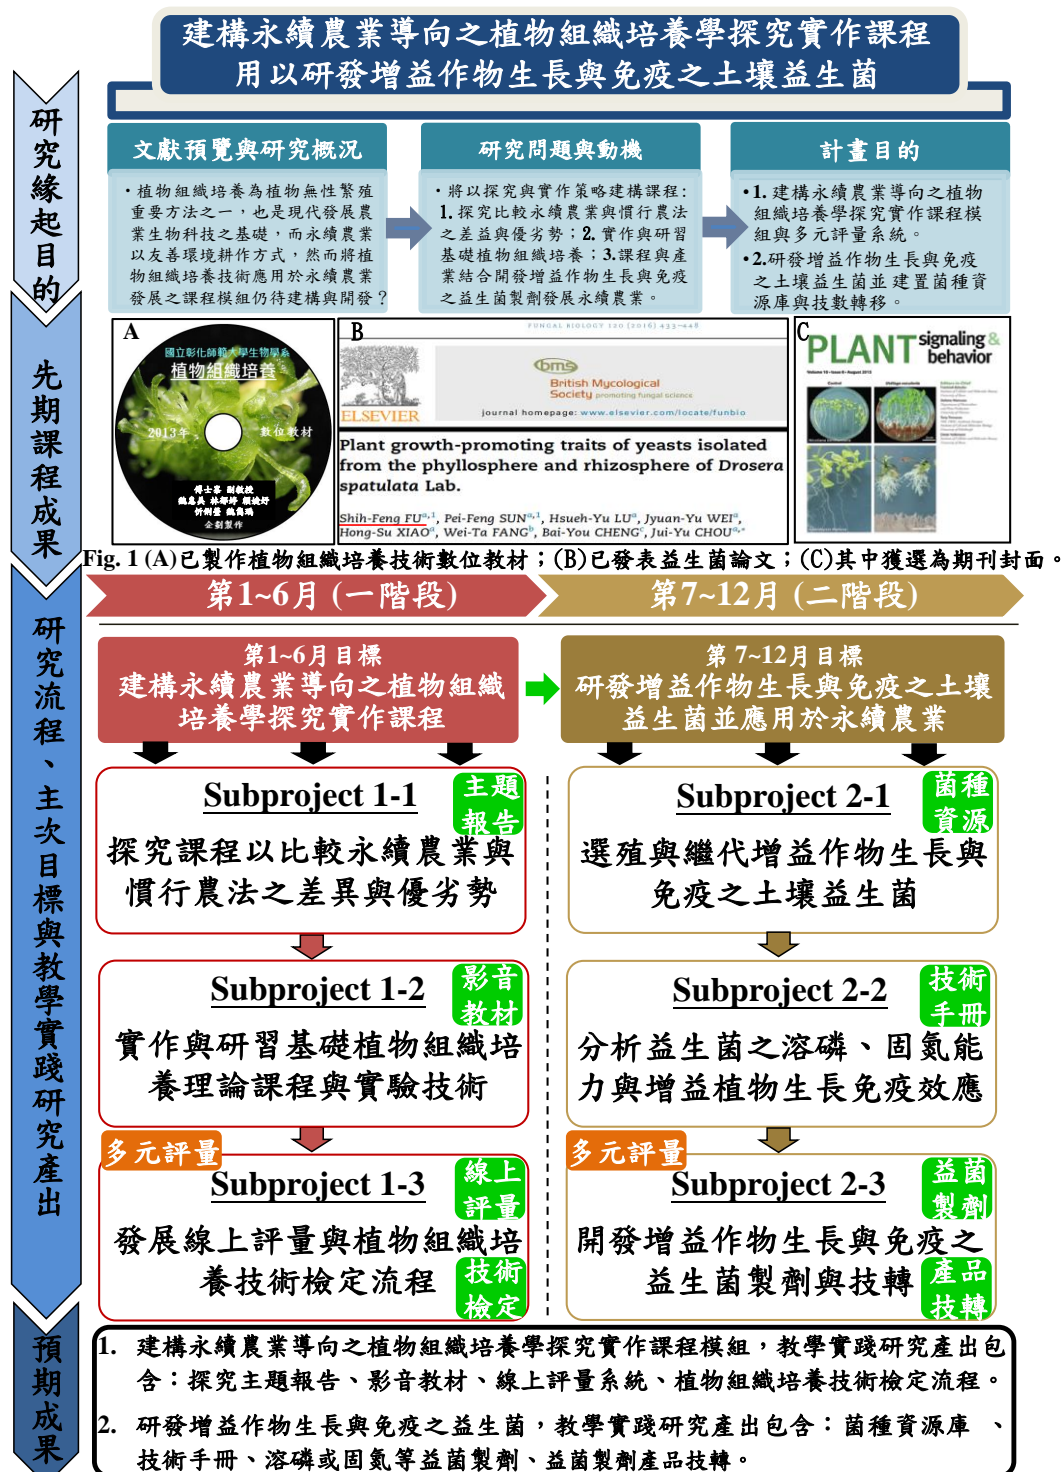 建構永續農業導向之植物組織培養學探究實作課程
用以研發增益作物生長與免疫之土壤益生菌
研究緣起目的
文獻預覽與研究概況
•植物組織培養為植物無性繁殖
重要方法之一，也是現代發展農
業生物科技之基礎，而永續農業
以友善環境耕作方式，然而將植
物組織培養技術應用於永續農業
發展之課程模組仍待建構與開發？
研究問題與動機
•將以探究與實作策略建構課程:
1.探究比較永續農業與慣行農法
之差益與優劣勢；2.實作與研習
基礎植物組織培養；3.課程與產
業結合開發增益作物生長與免疫
之益生菌製劑發展永續農業。
計畫目的
•1.建構永續農業導向之植物
組織培養學探究實作課程模
組與多元評量系統。
•2.研發增益作物生長與免疫
之土壤益生菌並建置菌種資
源庫與技數轉移。
先期課程成果
A
國立彰化師範大學生物學系
植物組織培養
2013年
數位教材
企劃製作
B
FUNGAL BIOLOGY 120 (2016) 433–448
ELSEVIER
bms
British Mycological
Society promoting fungal science
journal homepage: www.elsevier.com/locate/funbio
Plant growth-promoting traits of yeasts isolated
from the phyllosphere and rhizosphere of Drosera
spatulata Lab.
Shih-Feng FUa,1, Pei-Feng SUNa,1, Hsueh-Yu LUa, Jyuan-Yu WEIa,
Hong-Su XIAOa, Wei-Ta FANGb, Bai-You CHENGc, Jui-Yu CHOUa,*
C
PLANT signaling &
behavior
Fig. 1 (A)已製作植物組織培養技術數位教材；(B)已發表益生菌論文；(C)其中獲選為期刊封面。
研究流程、主次目標與教學實踐研究產出
第1~6月 (一階段)
第7~12月 (二階段)
第1~6月目標
建構永續農業導向之植物組織
培養學探究實作課程
第 7~12月目標
研發增益作物生長與免疫之土壤
益生菌並應用於永續農業
Subproject 1-1
主題
報告
探究課程以比較永續農業與
慣行農法之差異與優劣勢
Subproject 2-1
菌種
資源
選殖與繼代增益作物生長與
免疫之土壤益生菌
Subproject 1-2
影音
教材
實作與研習基礎植物組織培
養理論課程與實驗技術
Subproject 2-2
技術
手冊
分析益生菌之溶磷、固氮能
力與增益植物生長免疫效應
多元評量
Subproject 1-3
線上
評量
發展線上評量與植物組織培
養技術檢定流程
技術
檢定
多元評量
Subproject 2-3
益菌
製劑
開發增益作物生長與免疫之
益生菌製劑與技轉
產品
技轉
預期成果
1. 建構永續農業導向之植物組織培養學探究實作課程模組，教學實踐研究產出包
含：探究主題報告、影音教材、線上評量系統、植物組織培養技術檢定流程。
2. 研發增益作物生長與免疫之益生菌，教學實踐研究產出包含：菌種資源庫 、
技術手冊、溶磷或固氮等益菌製劑、益菌製劑產品技轉。